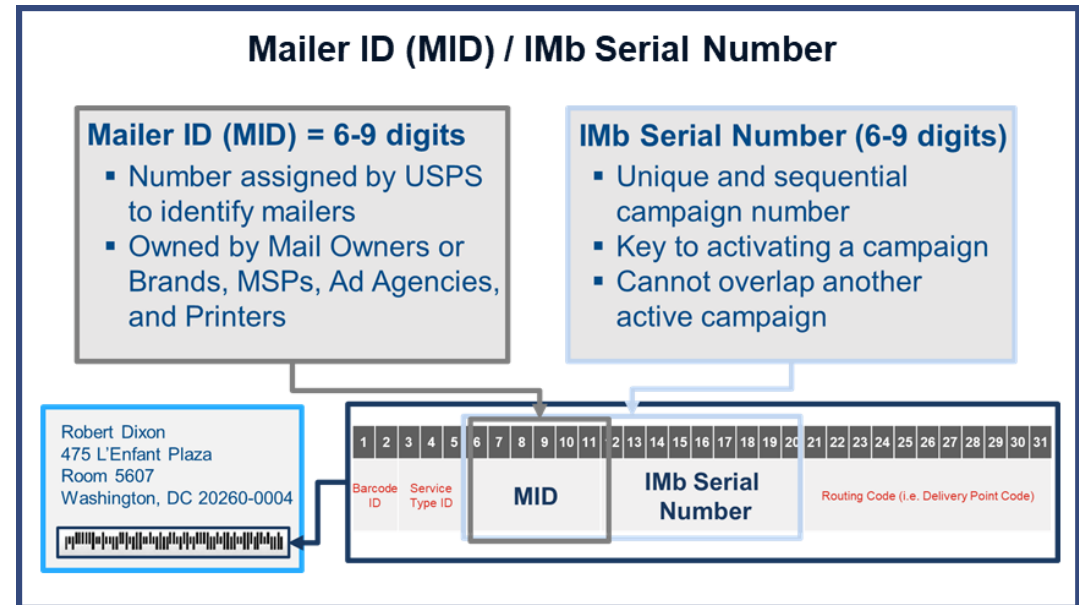 Mailer ID (MID) / IMb Serial Number
Mailer ID (MID) = 6-9 digits
▪ Number assigned by USPS
to identify mailers
▪ Owned by Mail Owners or
Brands, MSPs, Ad Agencies,
and Printers
IMb Serial Number (6-9 digits)
▪ Unique and sequential
campaign number
▪ Key to activating a campaign
▪ Cannot overlap another
active campaign
Robert Dixon
475 L'Enfant Plaza
Room 5607
Washington, DC 20260-0004
1 2 3 4 5 6 7 8 9 10 11 12 13 14 15 16 17 18 19 20 21 22 23 24 25 26 27 28 29 30 31
Barcode
ID
Service
Type ID
MID
IMb Serial
Number
Routing Code (i.e. Delivery Point Code)